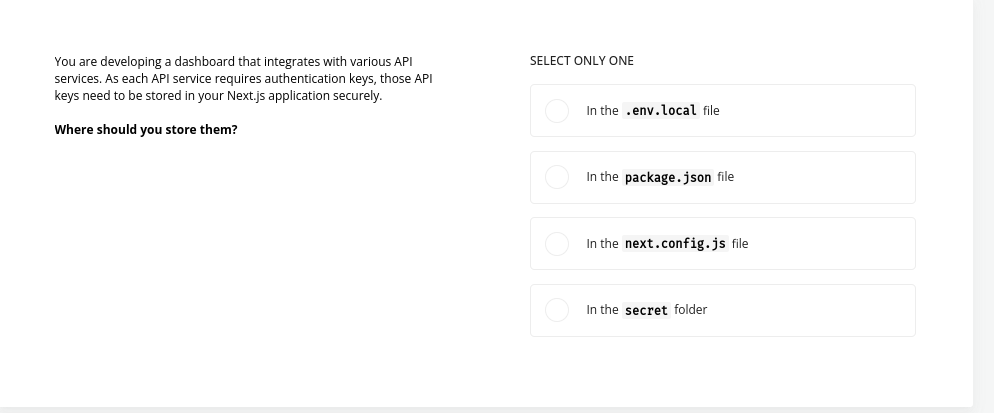 You are developing a dashboard that integrates with various API
services. As each API service requires authentication keys, those API
keys need to be stored in your Next.js application securely.
Where should you store them?
SELECT ONLY ONE
In the .env.local file
In the package.json file
In the next.config.js file
In the secret folder